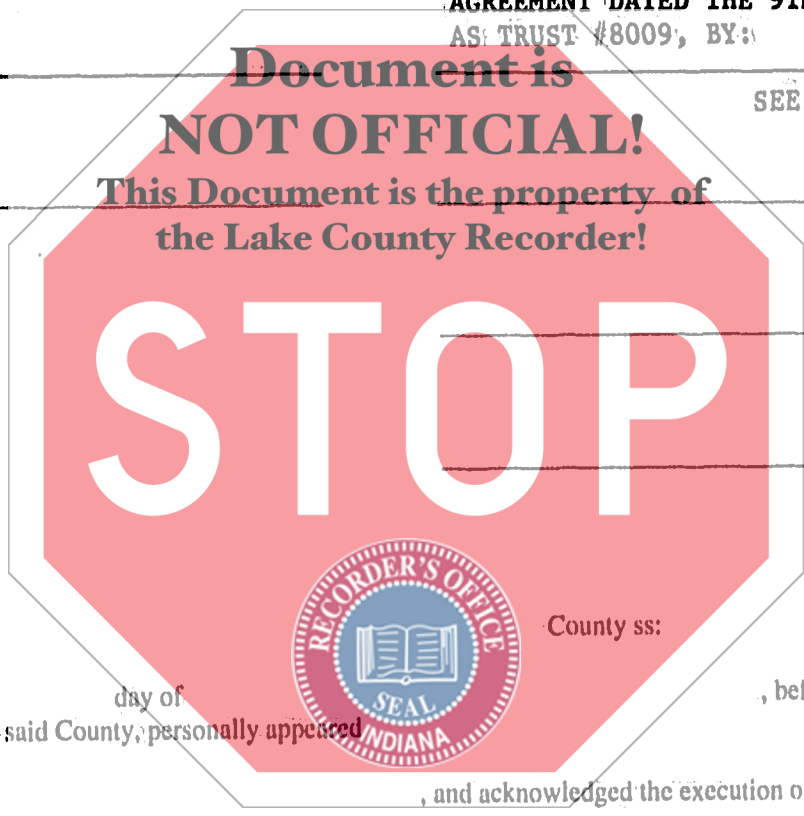 AGREEMENT DATED THE 9TH
AS TRUST #8009, BY:
Document is
SEE
NOT OFFICIAL!
This Document is the property of
the Lake County Recorder!
STOP
RECORDER'S OFFICE
SEAL
INDIANA
County ss:
day of
, bef
said County, personally appeared
, and acknowledged the execution o